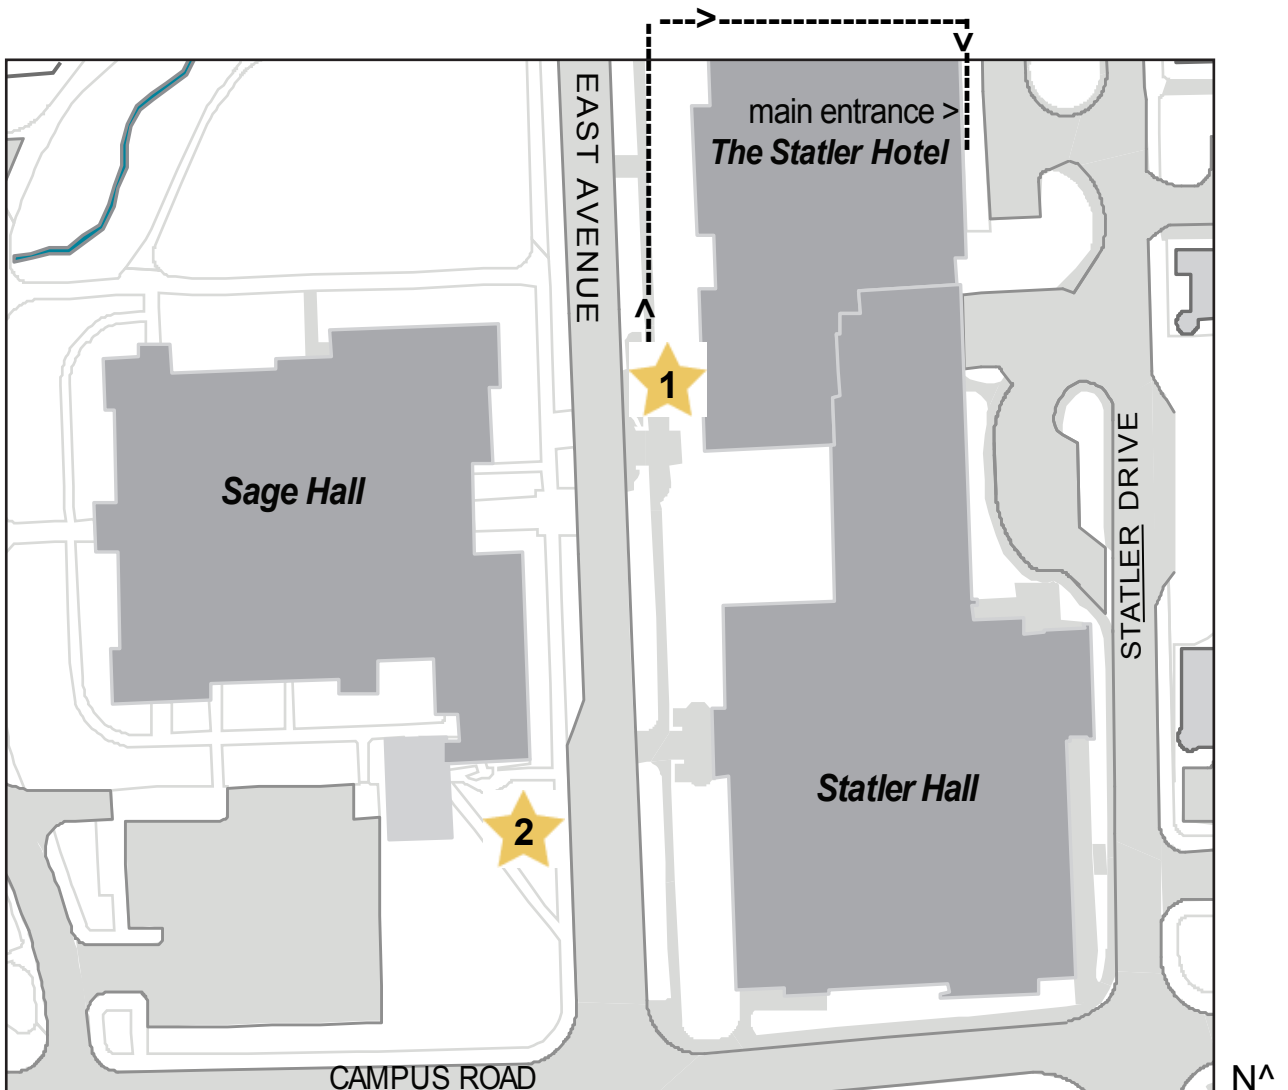 ---->-------------------->
EAST AVENUE
main entrance >
The Statler Hotel
1
Sage Hall
STATLER DRIVE
Statler Hall
2
CAMPUS ROAD
N^